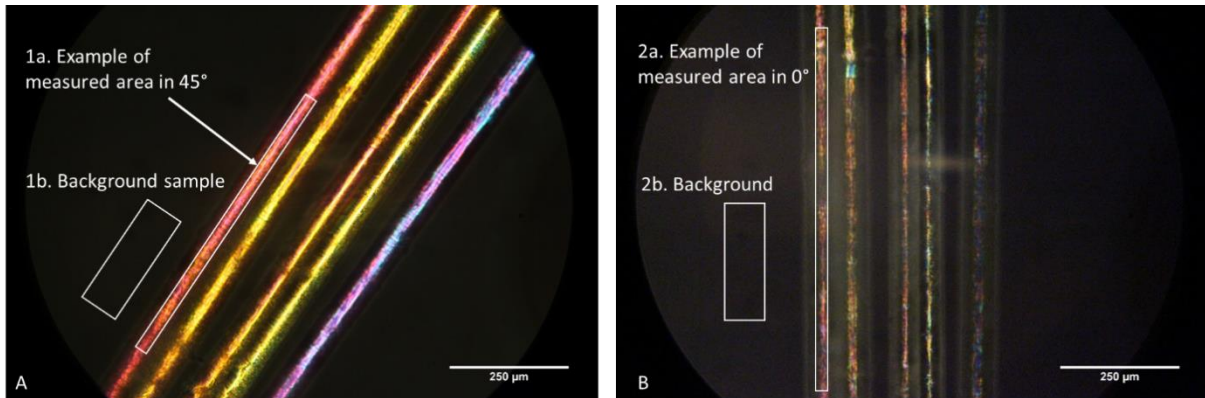 1a. Example of
measured area in 45°
1b. Background sample
250 µm
A
2a. Example of
measured area in 0°
2b. Background
250 µm
B